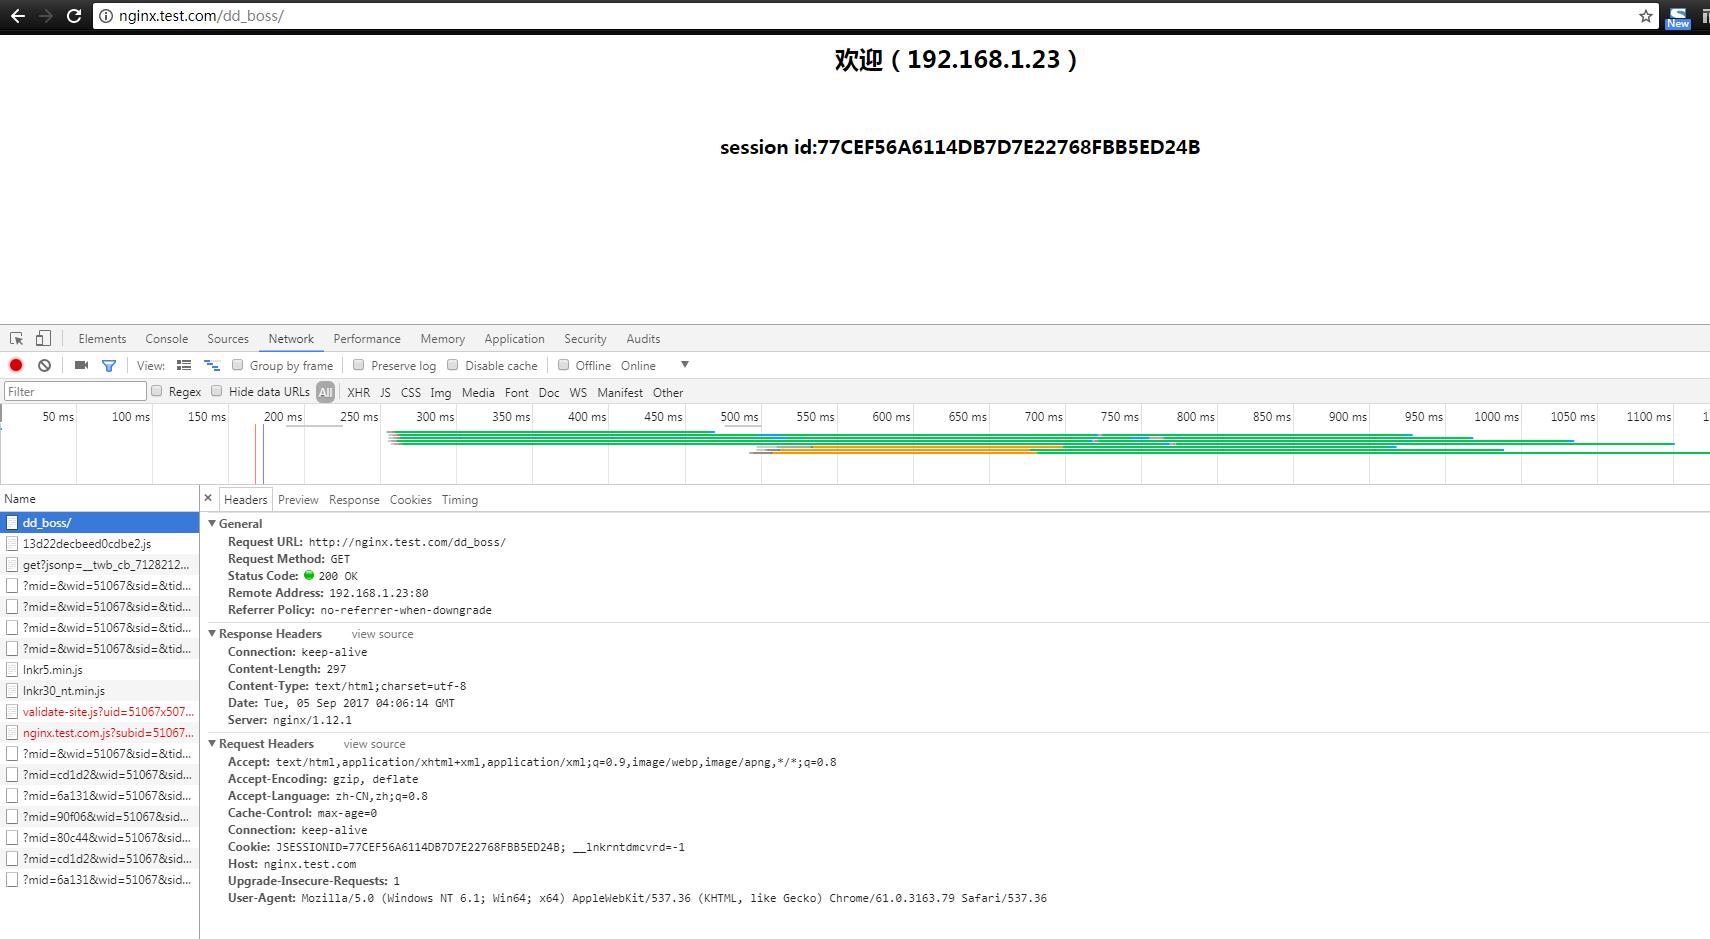 nginx.test.com/dd_boss/
New
欢迎（192.168.1.23）
session id:77CEF56A6114DB7D7E22768FBB5ED24B
Elements Console Sources Network Performance Memory Application Security Audits
View: Group by frame Preserve log Disable cache Offline Online
Filter Regex Hide data URLs All XHR JS CSS Img Media Font Doc WS Manifest Other
50 ms 100 ms 150 ms 200 ms 250 ms 300 ms 350 ms 400 ms 450 ms 500 ms 550 ms 600 ms 650 ms 700 ms 750 ms 800 ms 850 ms 900 ms 950 ms 1000 ms 1050 ms 1100 ms 1
Name
dd_boss/
13d22decbeed0cdbe2.js
get?jsonp=__twb_cb_7128212...
?mid=&wid=51067&sid=&tid...
?mid=&wid=51067&sid=&tid...
?mid=&wid=51067&sid=&tid...
?mid=&wid=51067&sid=&tid...
lnkr5.min.js
lnkr30_nt.min.js
validate-site.js?uid=51067x507...
nginx.test.com.js?subid=51067...
?mid=&wid=51067&sid=&tid...
?mid=cd1d2&wid=51067&sid...
?mid=6a131&wid=51067&sid...
?mid=90f06&wid=51067&sid...
?mid=80c44&wid=51067&sid...
?mid=cd1d2&wid=51067&sid...
?mid=6a131&wid=51067&sid...
× Headers Preview Response Cookies Timing
General
Request URL: http://nginx.test.com/dd_boss/
Request Method: GET
Status Code: 200 OK
Remote Address: 192.168.1.23:80
Referrer Policy: no-referrer-when-downgrade
Response Headers view source
Connection: keep-alive
Content-Length: 297
Content-Type: text/html;charset=utf-8
Date: Tue, 05 Sep 2017 04:06:14 GMT
Server: nginx/1.12.1
Request Headers view source
Accept: text/html,application/xhtml+xml,application/xml;q=0.9,image/webp,image/apng,*/*;q=0.8
Accept-Encoding: gzip, deflate
Accept-Language: zh-CN,zh;q=0.8
Cache-Control: max-age=0
Connection: keep-alive
Cookie: JSESSIONID=77CEF56A6114DB7D7E22768FBB5ED24B; __lnkrntdmcvrd=-1
Host: nginx.test.com
Upgrade-Insecure-Requests: 1
User-Agent: Mozilla/5.0 (Windows NT 6.1; Win64; x64) AppleWebKit/537.36 (KHTML, like Gecko) Chrome/61.0.3163.79 Safari/537.36